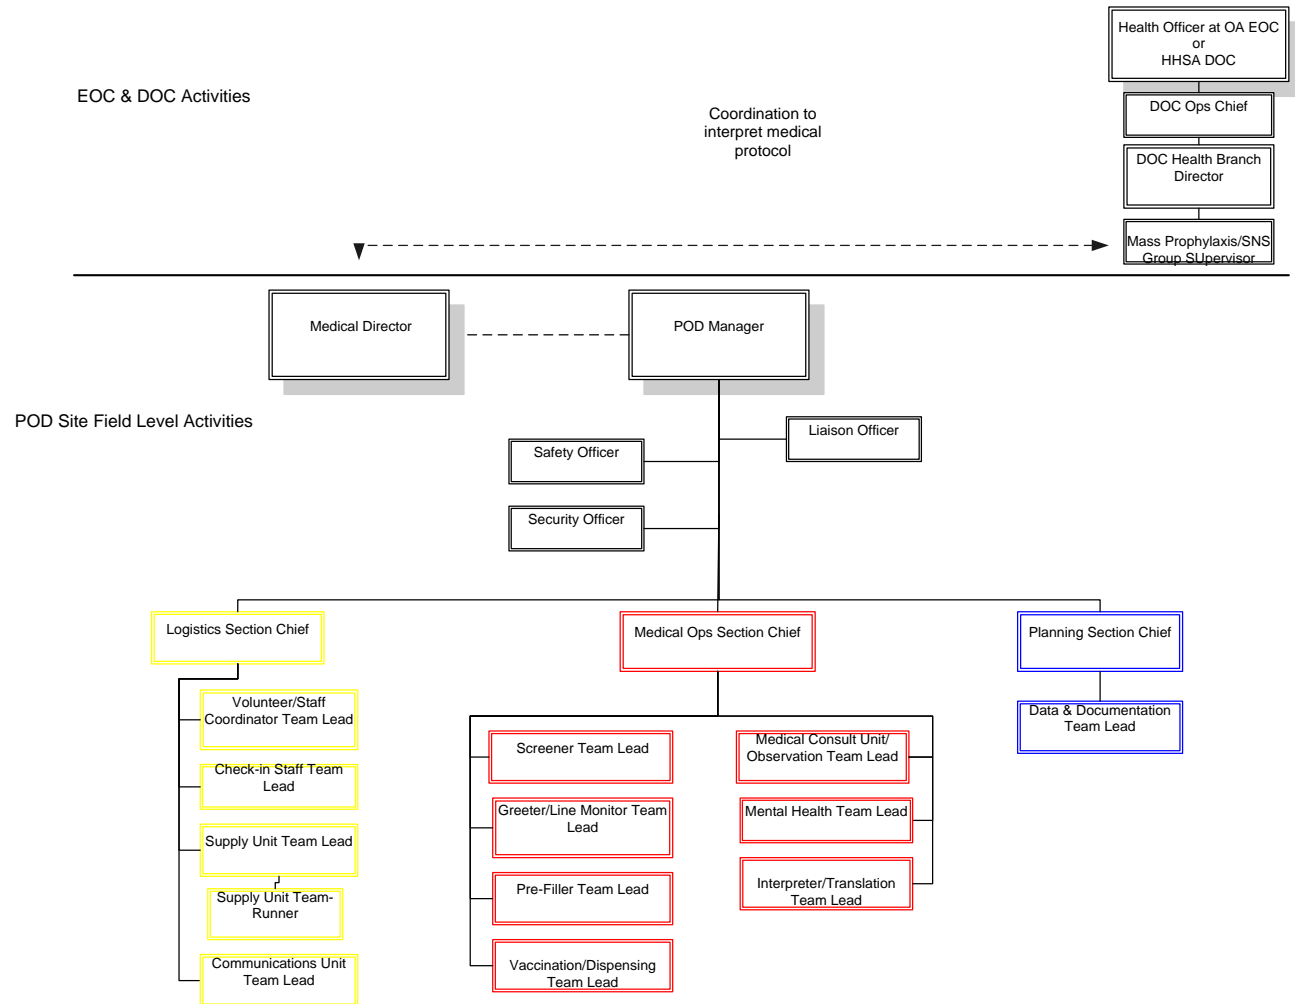 Health Officer at OA EOC
or
HHSA DOC
EOC & DOC Activities
DOC Ops Chief
Coordination to
interpret medical
protocol
DOC Health Branch
Director
Mass Prophylaxis/SNS
Group SUpervisor
Medical Director
POD Manager
POD Site Field Level Activities
Liaison Officer
Safety Officer
Security Officer
Logistics Section Chief
Medical Ops Section Chief
Planning Section Chief
Volunteer/Staff
Coordinator Team Lead
Check-in Staff Team
Lead
Supply Unit Team Lead
Supply Unit Team-
Runner
Communications Unit
Team Lead
Screener Team Lead
Greeter/Line Monitor Team
Lead
Pre-Filler Team Lead
Vaccination/Dispensing
Team Lead
Medical Consult Unit/
Observation Team Lead
Mental Health Team Lead
Interpreter/Translation
Team Lead
Data & Documentation
Team Lead